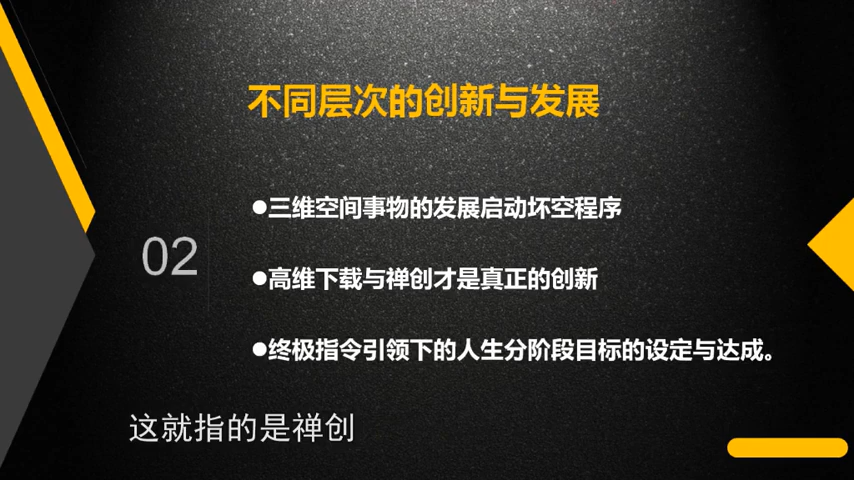 不同层次的创新与发展
●三维空间事物的发展启动坏空程序
02
●高维下载与禅创才是真正的创新
●终极指令引领下的人生分阶段目标的设定与达成。
这就指的是禅创